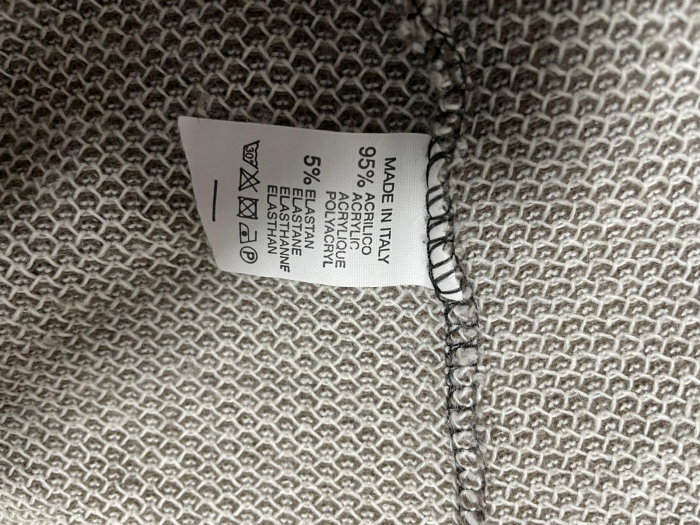 MADE IN ITALY
95% ACRILICO
ACRYLIC
ACRYLIQUE
POLYACRYL
5% ELASTAN
ELASTANE
ELASTHANNE
ELASTHAN
30
P